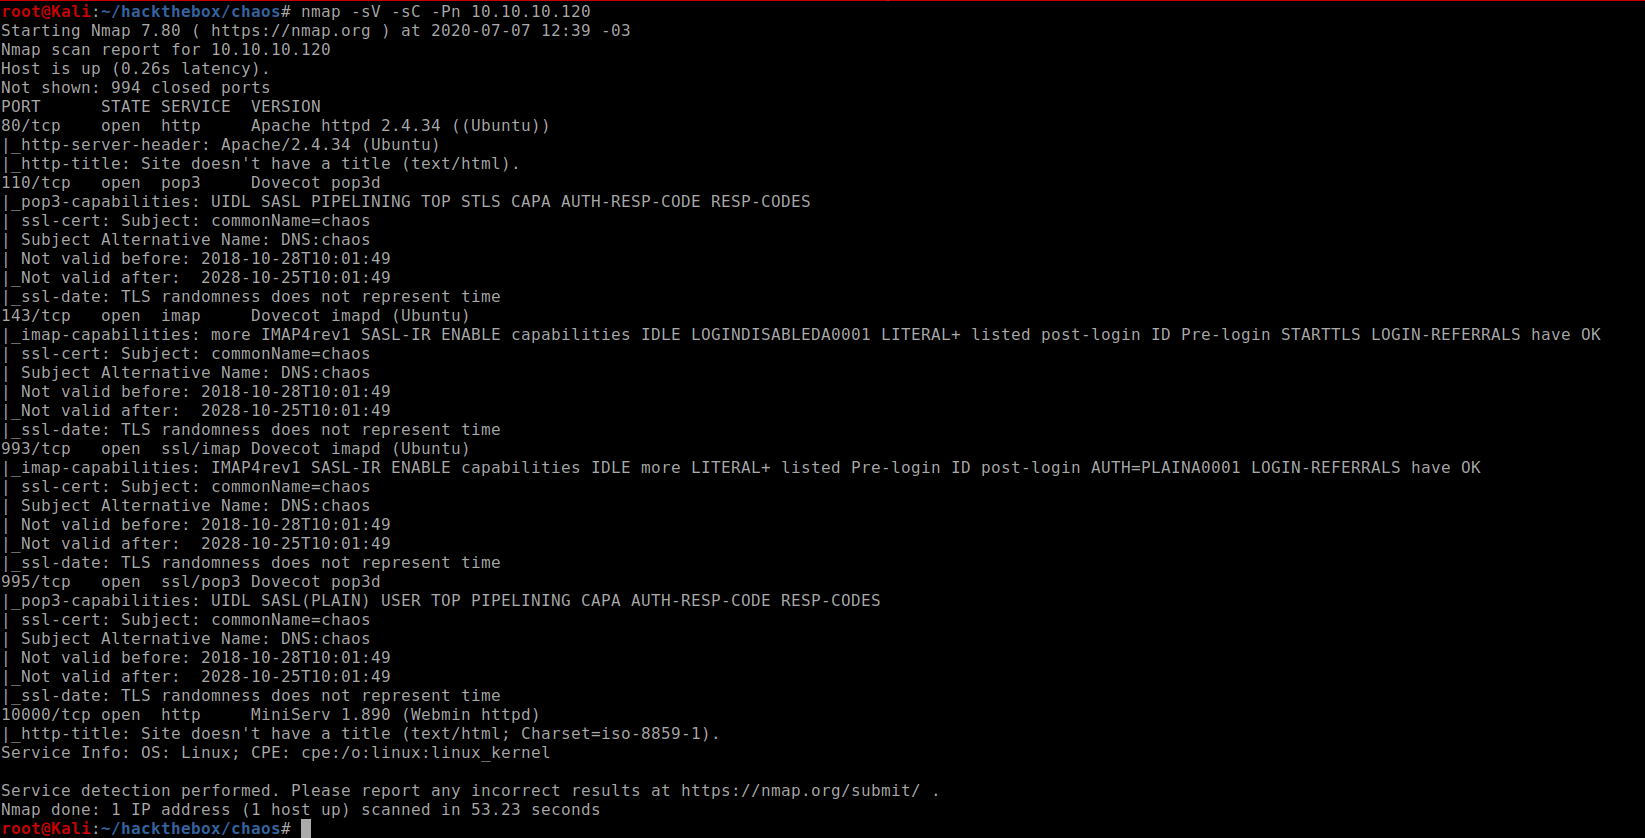 root@Kali:~/hackthebox/chaos# nmap -sV -sC -Pn 10.10.10.120
Starting Nmap 7.80 ( https://nmap.org ) at 2020-07-07 12:39 -03
Nmap scan report for 10.10.10.120
Host is up (0.26s latency).
Not shown: 994 closed ports
PORT      STATE SERVICE  VERSION
80/tcp    open  http     Apache httpd 2.4.34 ((Ubuntu))
|_http-server-header: Apache/2.4.34 (Ubuntu)
|_http-title: Site doesn't have a title (text/html).
110/tcp   open  pop3     Dovecot pop3d
|_pop3-capabilities: UIDL SASL PIPELINING TOP STLS CAPA AUTH-RESP-CODE RESP-CODES
| ssl-cert: Subject: commonName=chaos
| Subject Alternative Name: DNS:chaos
| Not valid before: 2018-10-28T10:01:49
|_Not valid after:  2028-10-25T10:01:49
|_ssl-date: TLS randomness does not represent time
143/tcp   open  imap     Dovecot imapd (Ubuntu)
|_imap-capabilities: more IMAP4rev1 SASL-IR ENABLE capabilities IDLE LOGINDISABLEDA0001 LITERAL+ listed post-login ID Pre-login STARTTLS LOGIN-REFERRALS have OK
| ssl-cert: Subject: commonName=chaos
| Subject Alternative Name: DNS:chaos
| Not valid before: 2018-10-28T10:01:49
|_Not valid after:  2028-10-25T10:01:49
|_ssl-date: TLS randomness does not represent time
993/tcp   open  ssl/imap Dovecot imapd (Ubuntu)
|_imap-capabilities: IMAP4rev1 SASL-IR ENABLE capabilities IDLE more LITERAL+ listed Pre-login ID post-login AUTH=PLAINA0001 LOGIN-REFERRALS have OK
| ssl-cert: Subject: commonName=chaos
| Subject Alternative Name: DNS:chaos
| Not valid before: 2018-10-28T10:01:49
|_Not valid after:  2028-10-25T10:01:49
|_ssl-date: TLS randomness does not represent time
995/tcp   open  ssl/pop3 Dovecot pop3d
|_pop3-capabilities: UIDL SASL(PLAIN) USER TOP PIPELINING CAPA AUTH-RESP-CODE RESP-CODES
| ssl-cert: Subject: commonName=chaos
| Subject Alternative Name: DNS:chaos
| Not valid before: 2018-10-28T10:01:49
|_Not valid after:  2028-10-25T10:01:49
|_ssl-date: TLS randomness does not represent time
10000/tcp open  http     MiniServ 1.890 (Webmin httpd)
|_http-title: Site doesn't have a title (text/html; Charset=iso-8859-1).
Service Info: OS: Linux; CPE: cpe:/o:linux:linux_kernel

Service detection performed. Please report any incorrect results at https://nmap.org/submit/ .
Nmap done: 1 IP address (1 host up) scanned in 53.23 seconds
root@Kali:~/hackthebox/chaos#